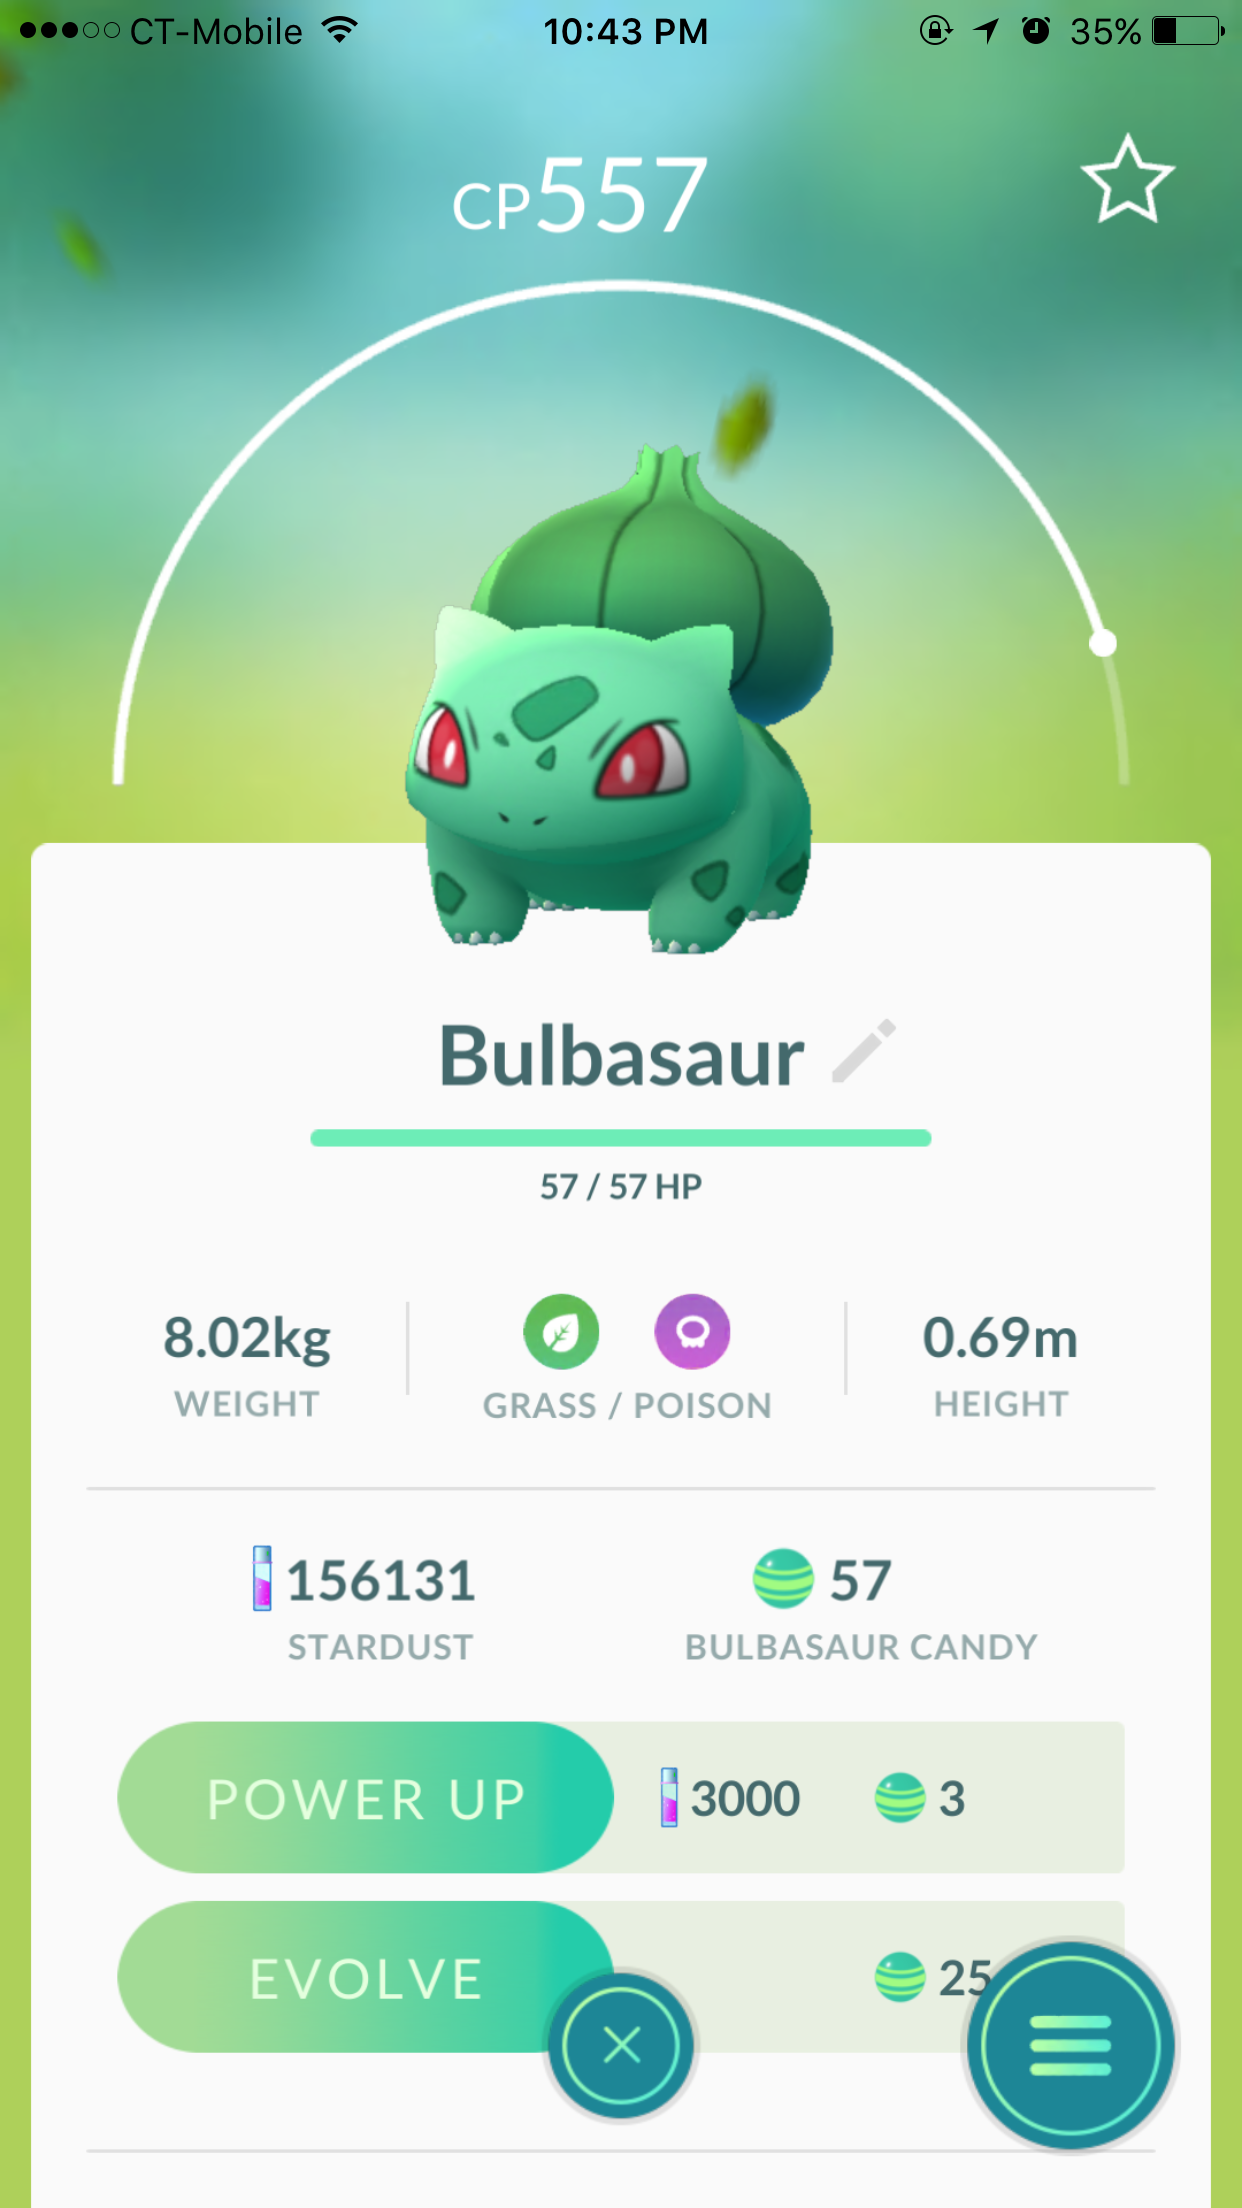 CT-Mobile 10:43 PM 35%
CP557
Bulbasaur
57 / 57 HP
8.02kg 0.69m
WEIGHT GRASS / POISON HEIGHT
156131 57
STARDUST BULBASAUR CANDY
POWER UP 3000 3
EVOLVE 25